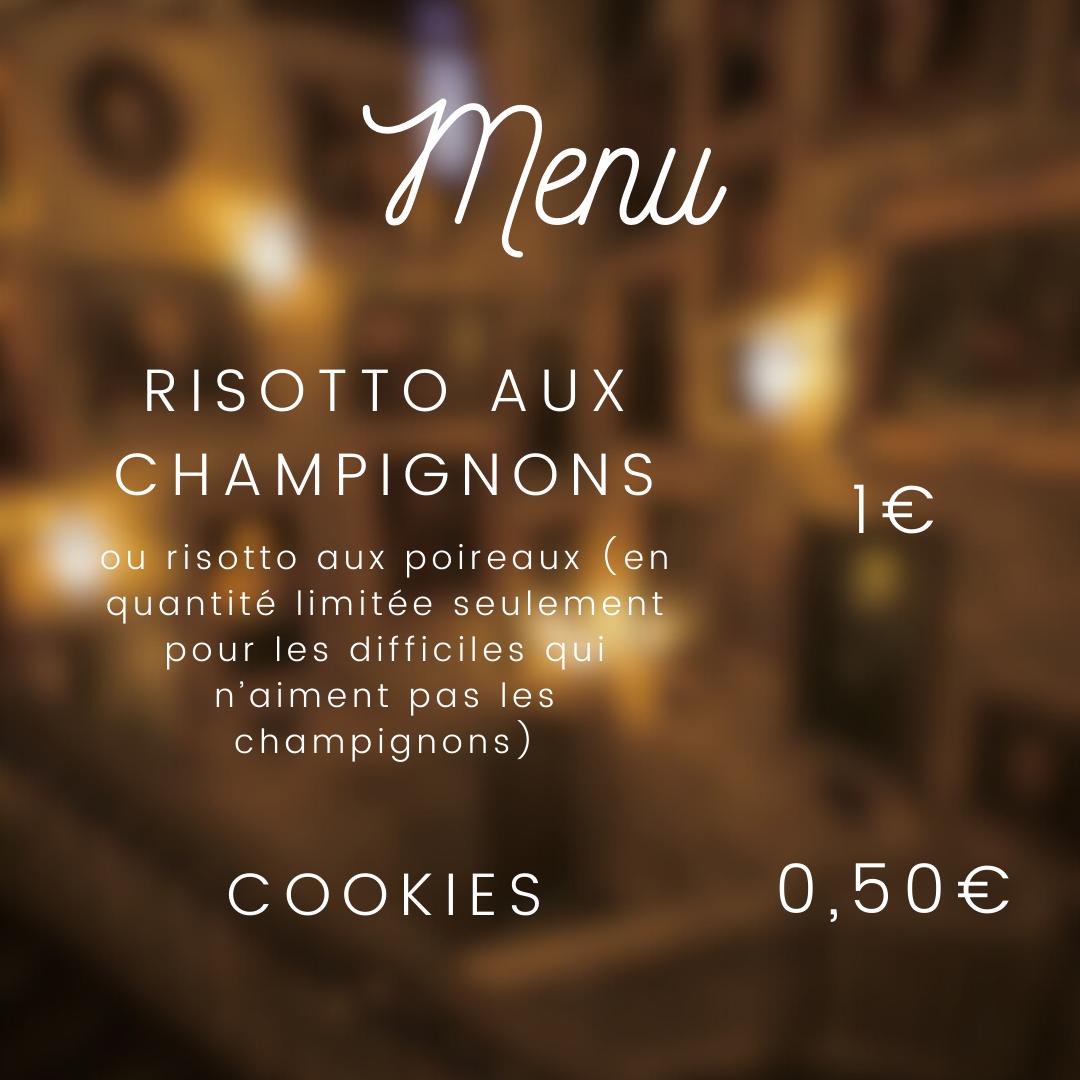 Menu
RISOTTO AUX
CHAMPIGNONS
1€
ou risotto aux poireaux (en
quantité limitée seulement
pour les difficiles qui
n’aiment pas les
champignons)
COOKIES
0,50€